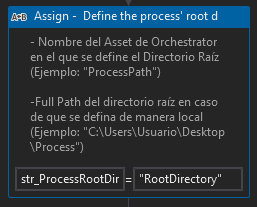 A+B Assign - Define the process' root d
- Nombre del Asset de Orchestrator
en el que se define el Directorio Raíz
(Ejemplo: "ProcessPath")
-Full Path del directorio raíz en caso
de que se defina de manera local
(Ejemplo: "C:\Users\Usuario\Desktop
\Process")
str_ProcessRootDir = "RootDirectory"